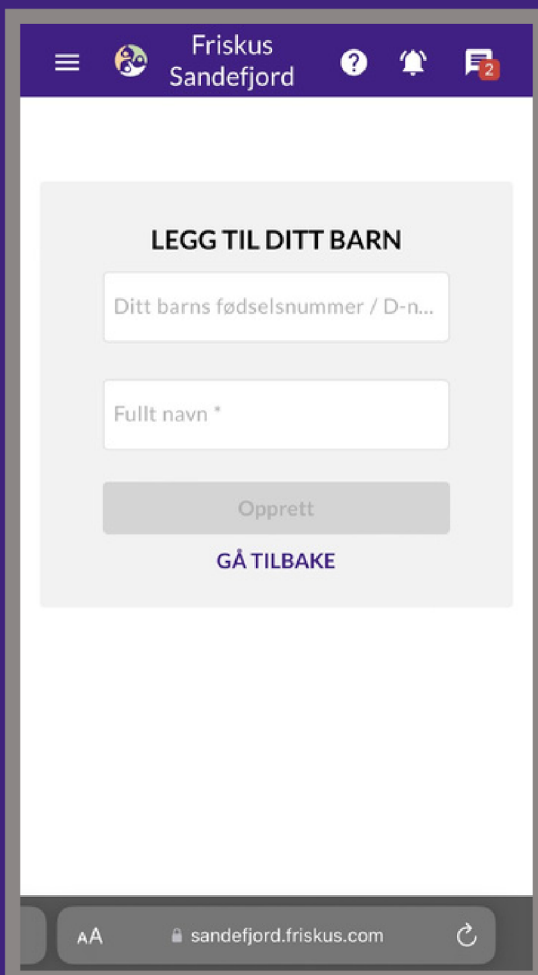 Friskus
Sandefjord
2
LEGG TIL DITT BARN
Ditt barns fødselsnummer / D-n...
Fullt navn *
Opprett
GÅ TILBAKE
AA
sandefjord.friskus.com